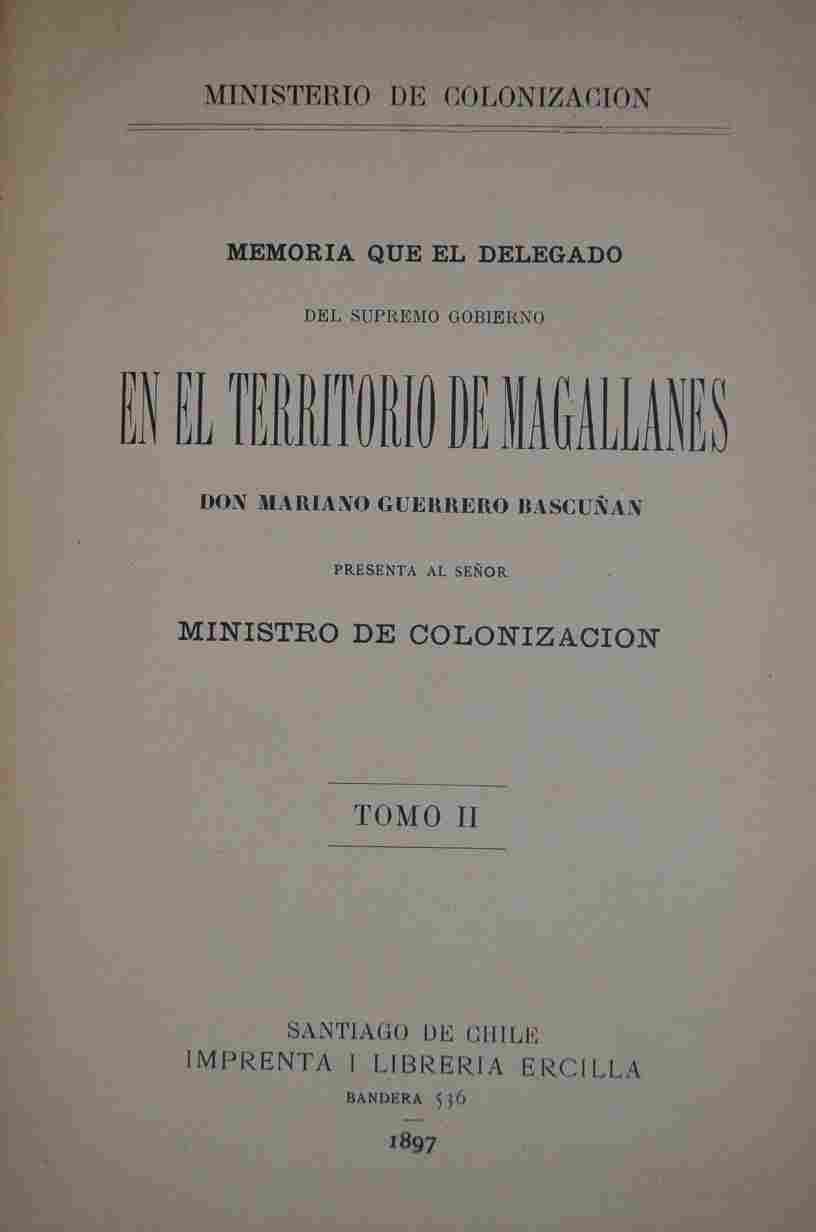 MINISTERIO DE COLONIZACION
MEMORIA QUE EL DELEGADO
DEL SUPREMO GOBIERNO
EN EL TERRITORIO DE MAGALLANES
DON MARIANO GUERRERO BASCUÑAN
PRESENTA AL SEÑOR
MINISTRO DE COLONIZACION
TOMO II
SANTIAGO DE CHILE
IMPRENTA I LIBRERIA ERCILLA
BANDERA 536
1897